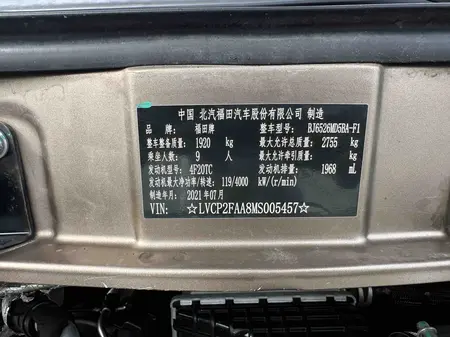 中国 北汽福田汽车股份有限公司 制造
品牌: 福田牌 整车型号: BJ6526MD5BA-F1
整车整备质量: 1920 kg 最大允许总质量: 2755 kg
乘坐人数: 9 人 最大允许牵引质量: kg
发动机型号: 4F20TC 发动机排量: 1968 mL
发动机最大净功率/转速: 119/4000 kW/(r/min)
制造年月: 2021年07月
VIN: ☆LVCP2FAA8MS005457☆